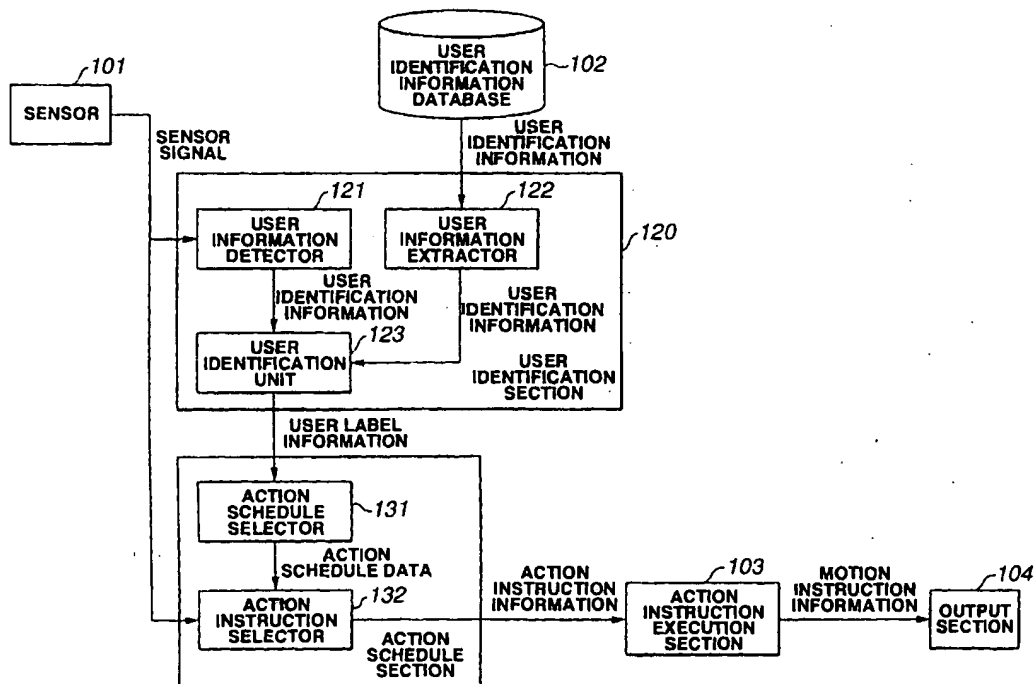 101
SENSOR
SENSOR
SIGNAL
USER
IDENTIFICATION
INFORMATION
DATABASE
102
USER
IDENTIFICATION
INFORMATION
121
USER
INFORMATION
DETECTOR
122
USER
INFORMATION
EXTRACTOR
120
USER
IDENTIFICATION
INFORMATION
USER
IDENTIFICATION
INFORMATION
123
USER
IDENTIFICATION
UNIT
USER
IDENTIFICATION
SECTION
USER LABEL
INFORMATION
ACTION
SCHEDULE
SELECTOR
131
ACTION
SCHEDULE DATA
132
ACTION
INSTRUCTION
SELECTOR
ACTION
SCHEDULE
SECTION
ACTION
INSTRUCTION
INFORMATION
103
ACTION
INSTRUCTION
EXECUTION
SECTION
MOTION
INSTRUCTION
INFORMATION
104
OUTPUT
SECTION